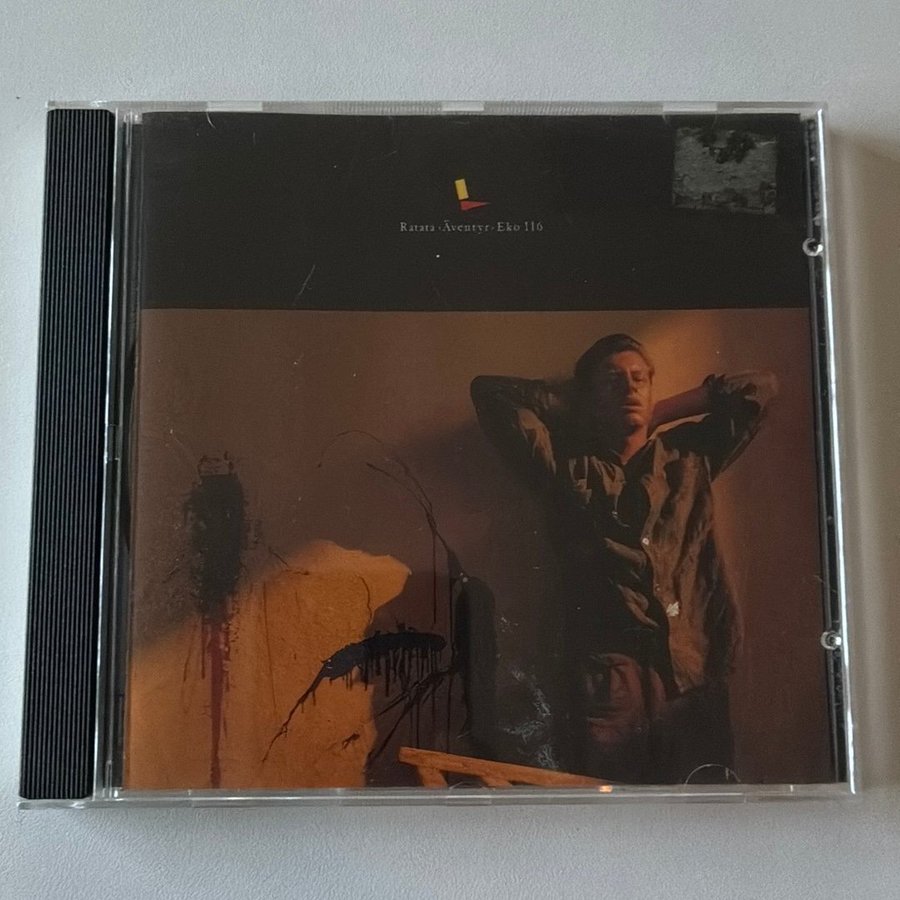 Ratata ‹Äventyr› Eko 116